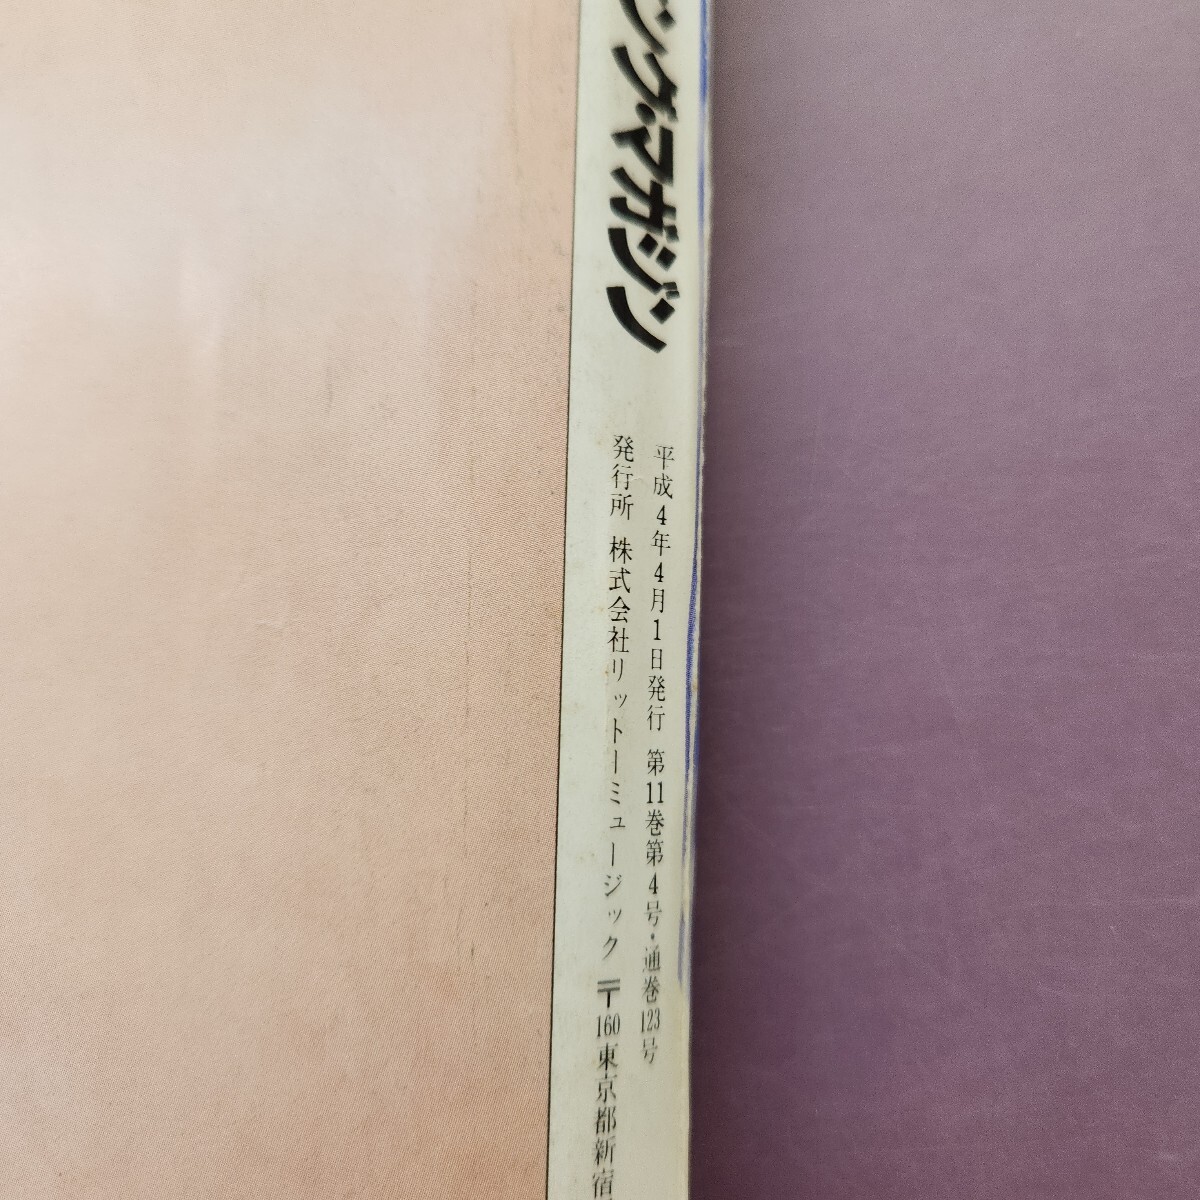 ング・マガジン
平成4年4月1日発行 第11巻第4号・通巻123号
発行所 株式会社リットーミュージック 〒160東京都新宿